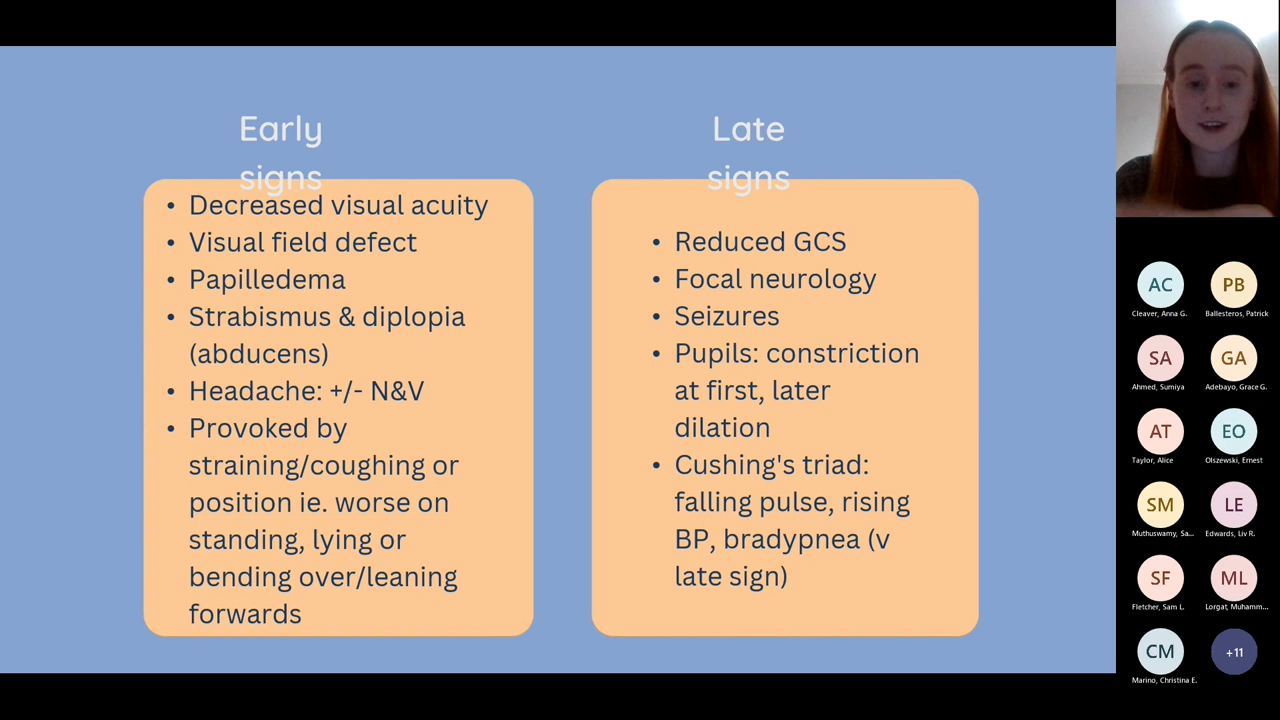 Early
signs
• Decreased visual acuity
• Visual field defect
• Papilledema
• Strabismus & diplopia
(abducens)
• Headache: +/- N&V
• Provoked by
straining/coughing or
position ie. worse on
standing, lying or
bending over/leaning
forwards
Late
signs
• Reduced GCS
• Focal neurology
• Seizures
• Pupils: constriction
at first, later
dilation
• Cushing's triad:
falling pulse, rising
BP, bradypnea (v
late sign)
AC
Cleaver, Anna G.
PB
Ballesteros, Patrick
SA
Ahmed, Sumiya
GA
Adebayo, Grace G.
AT
Taylor, Alice
EO
Olszewski, Ernest
SM
Muthuswamy, Sa...
LE
Edwards, Liv R.
SF
Fletcher, Sam L.
ML
Lorgat, Muhamm...
CM
Marino, Christina E.
+11